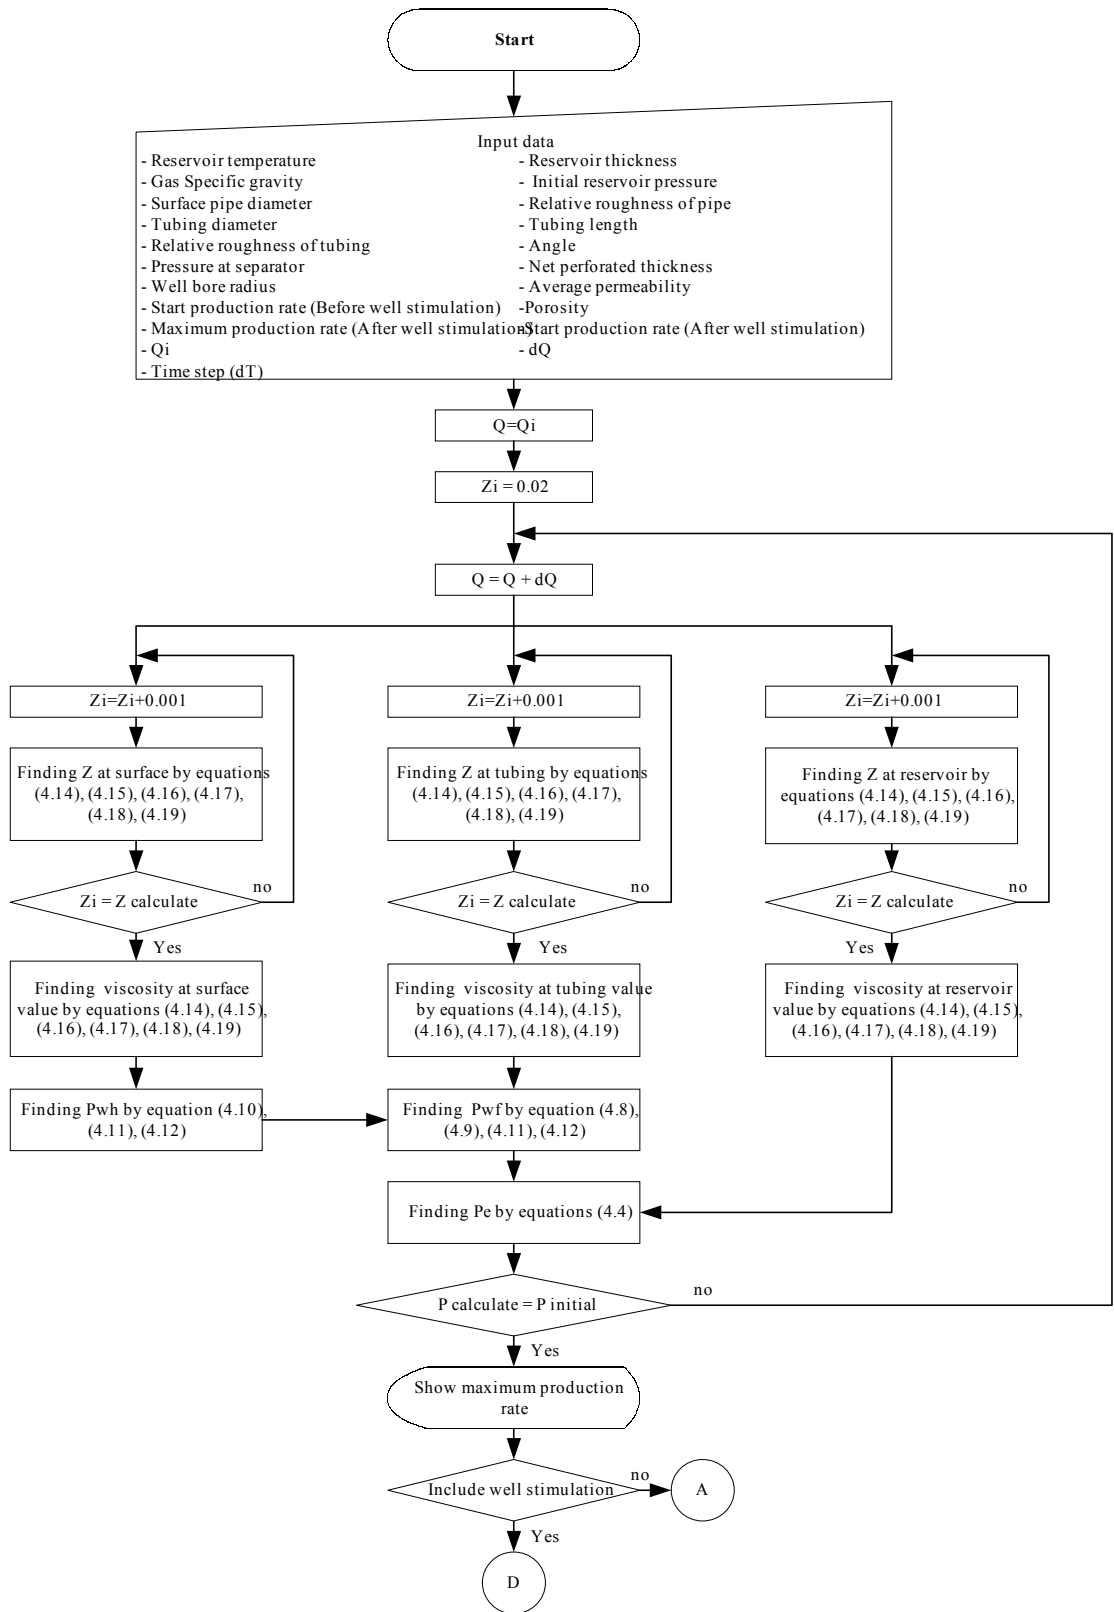 Start
Input data
- Reservoir temperature
- Reservoir thickness
- Gas Specific gravity
- Initial reservoir pressure
- Surface pipe diameter
- Relative roughness of pipe
- Tubing diameter
- Tubing length
- Relative roughness of tubing
- Angle
- Pressure at separator
- Net perforated thickness
- Well bore radius
- Average permeability
- Start production rate (Before well stimulation)
-Porosity
- Maximum production rate (After well stimulation)
-Start production rate (After well stimulation)
- Qi
- dQ
- Time step (dT)
Q=Qi
Zi = 0.02
Q = Q + dQ
Zi=Zi+0.001
Zi=Zi+0.001
Zi=Zi+0.001
Finding Z at surface by equations
(4.14), (4.15), (4.16), (4.17),
(4.18), (4.19)
Finding Z at tubing by equations
(4.14), (4.15), (4.16), (4.17),
(4.18), (4.19)
Finding Z at reservoir by
equations (4.14), (4.15), (4.16),
(4.17), (4.18), (4.19)
Zi = Z calculate
no
Zi = Z calculate
no
Zi = Z calculate
no
Yes
Yes
Yes
Finding viscosity at surface
value by equations (4.14), (4.15),
(4.16), (4.17), (4.18), (4.19)
Finding viscosity at tubing value
by equations (4.14), (4.15),
(4.16), (4.17), (4.18), (4.19)
Finding viscosity at reservoir
value by equations (4.14), (4.15),
(4.16), (4.17), (4.18), (4.19)
Finding Pwh by equation (4.10),
(4.11), (4.12)
Finding Pwf by equation (4.8),
(4.9), (4.11), (4.12)
Finding Pe by equations (4.4)
P calculate = P initial
no
Yes
Show maximum production
rate
Include well stimulation
no
A
Yes
D